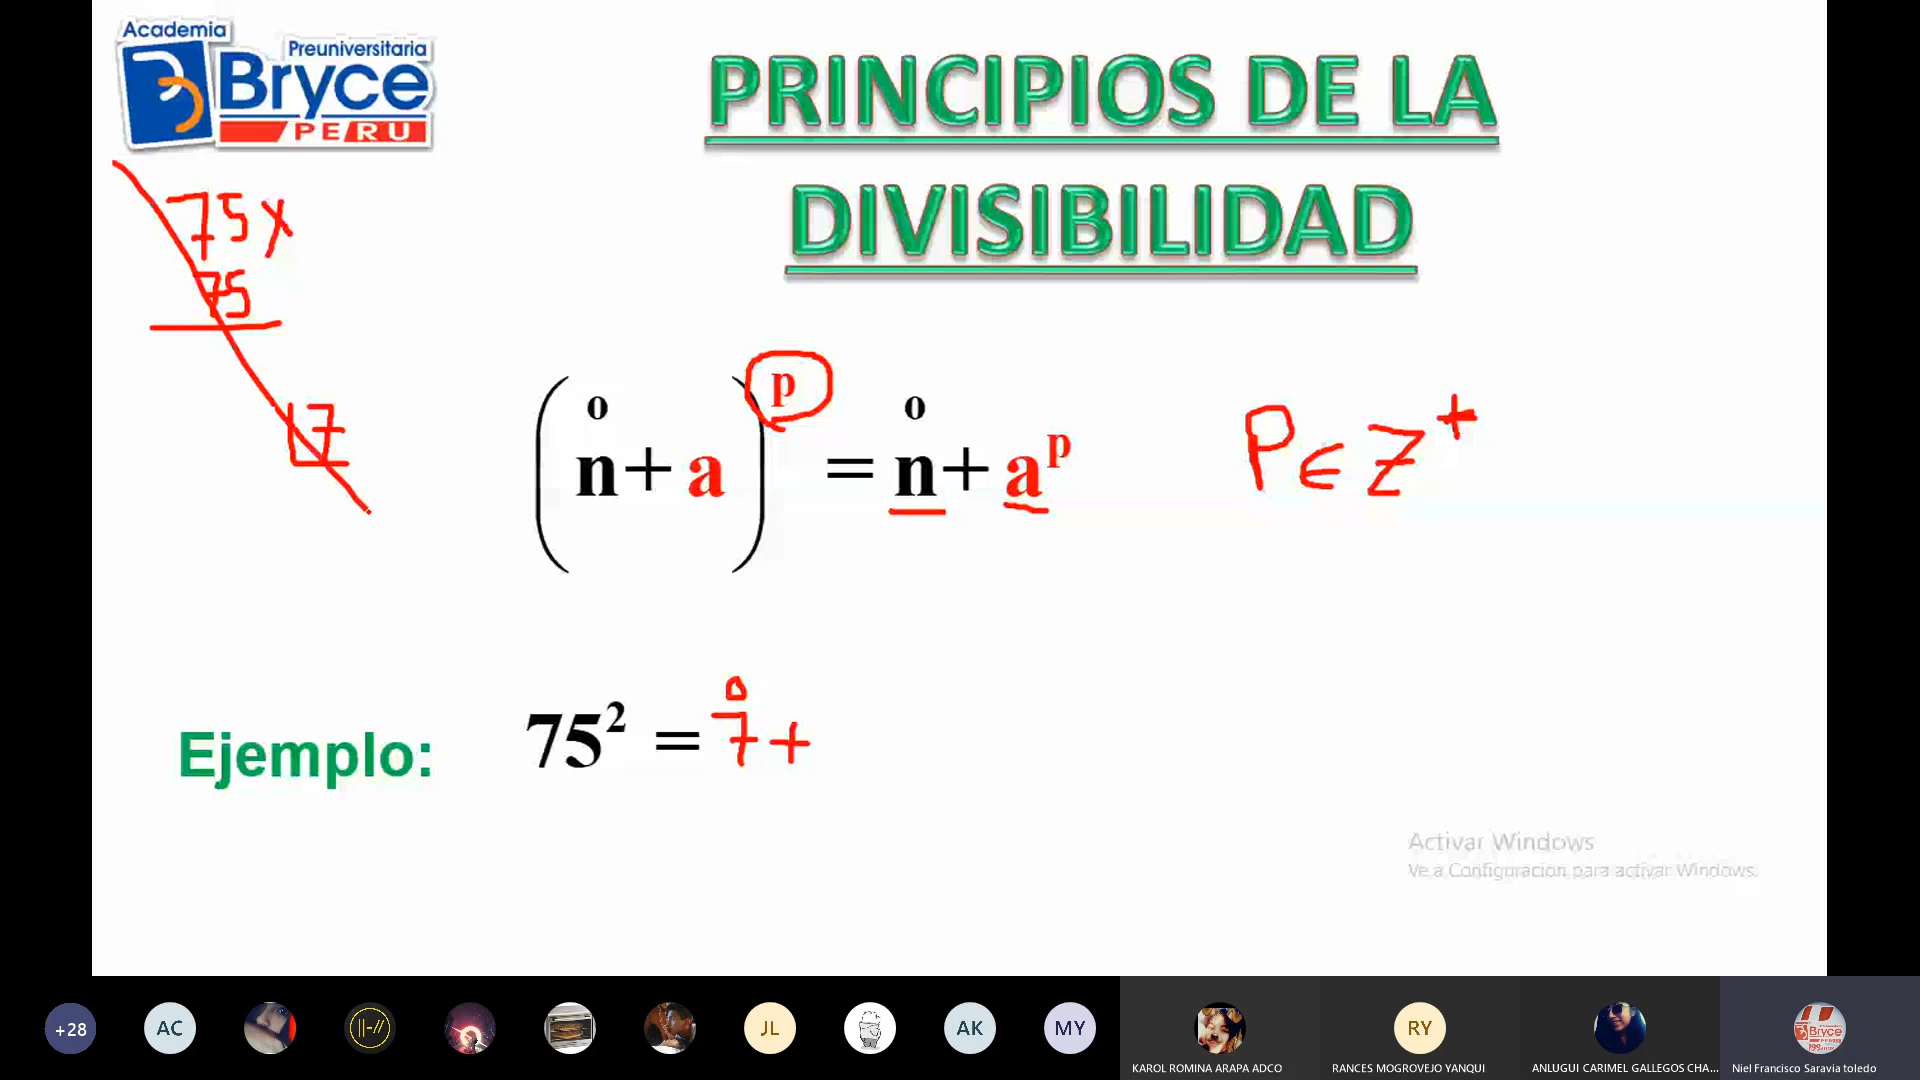 Academia
Preuniversitaria
Bryce
PERU
PRINCIPIOS DE LA
DIVISIBILIDAD
75x
75
17
(n̊ + a)^p = n̊ + a^p
P ∈ Z^+
Ejemplo: 75² = 7̊ +
Activar Windows
Ve a Configuración para activar Windows.
+28
AC
JL
AK
MY
RY
Bryce
KAROL ROMINA ARAPA ADCO
RANCES MOGROVEJO YANQUI
ANLUGUI CARIMEL GALLEGOS CHA...
Niel Francisco Saravia toledo